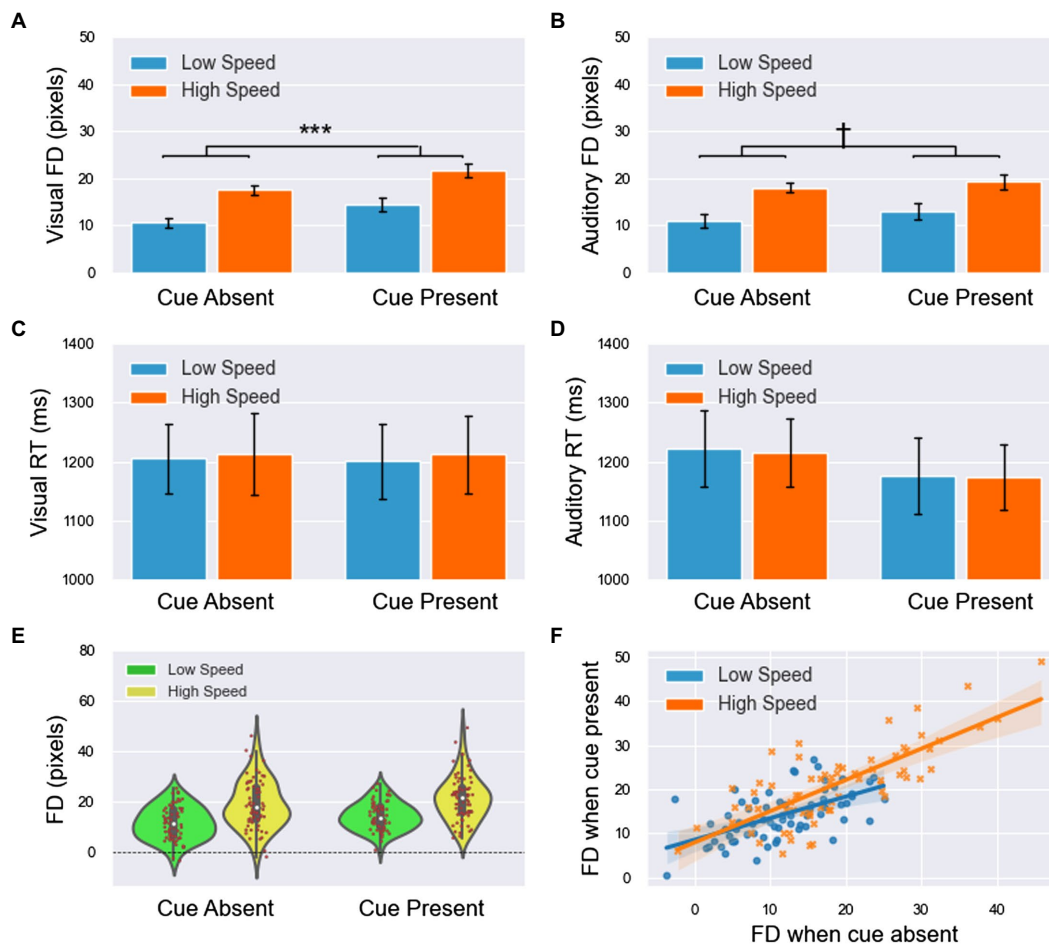 A
Visual FD (pixels)
50
40
30
20
10
0
Low Speed
High Speed
***
Cue Absent Cue Present
B
Auditory FD (pixels)
50
40
30
20
10
0
Low Speed
High Speed
†
Cue Absent Cue Present
C
Visual RT (ms)
1400
1300
1200
1100
1000
Low Speed
High Speed
Cue Absent Cue Present
D
Auditory RT (ms)
1400
1300
1200
1100
1000
Low Speed
High Speed
Cue Absent Cue Present
E
FD (pixels)
80
60
40
20
0
Low Speed
High Speed
Cue Absent Cue Present
F
FD when cue present
50
40
30
20
10
0
Low Speed
High Speed
0 10 20 30 40
FD when cue absent